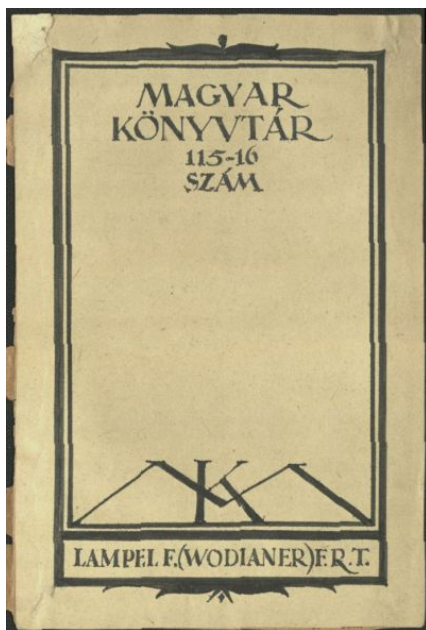 MAGYAR
KÖNYVTÁR
115-16
SZÁM
MK
LAMPEL F. (WODIANER) F. R. T.